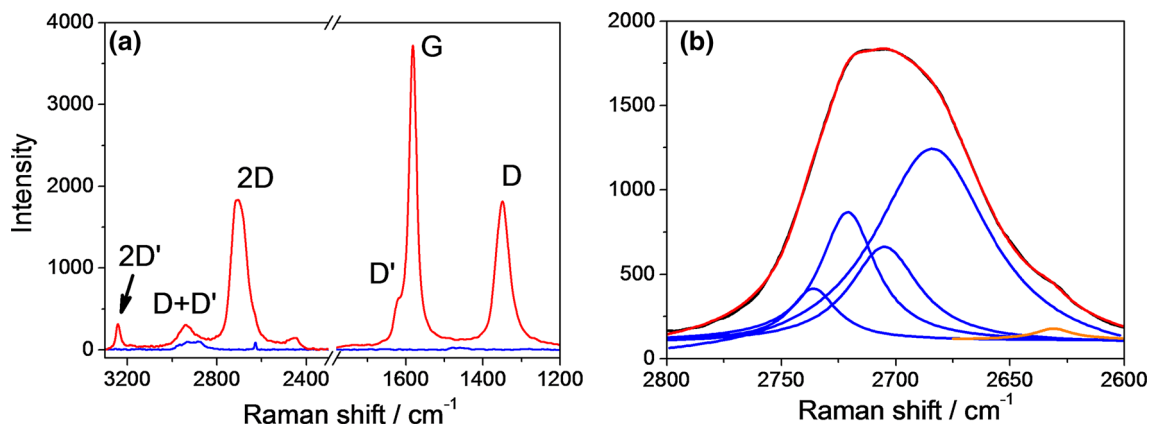 (a)
4000
3000
2000
1000
0
Intensity
G
2D
D
2D'
D+D'
D'
3200 2800 2400 1600 1400 1200
Raman shift / cm⁻¹
(b)
2000
1500
1000
500
0
2800 2750 2700 2650 2600
Raman shift / cm⁻¹